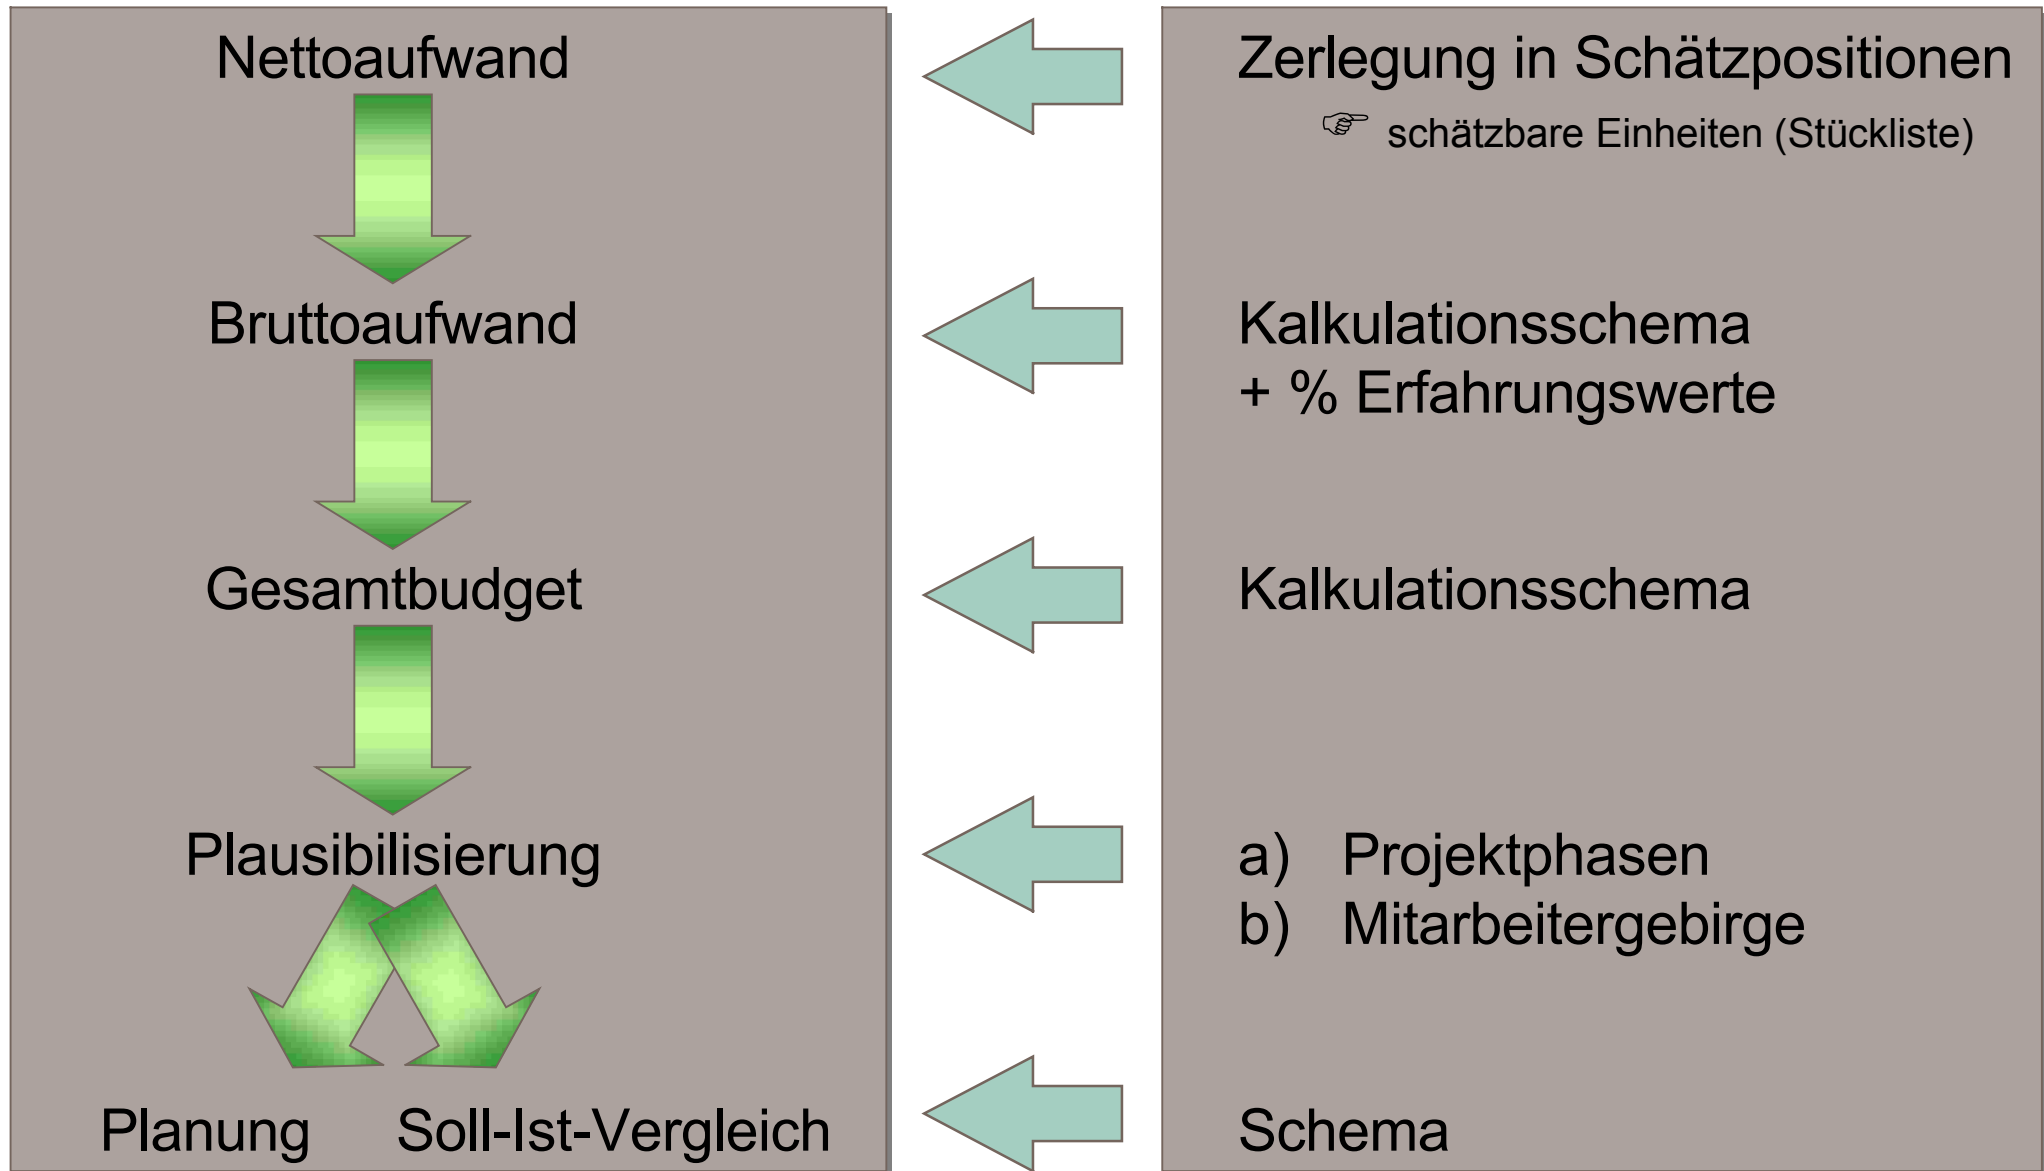 Nettoaufwand
Bruttoaufwand
Gesamtbudget
Plausibilisierung
Planung Soll-Ist-Vergleich
Zerlegung in Schätzpositionen
☞ schätzbare Einheiten (Stückliste)
Kalkulationsschema
+ % Erfahrungswerte
Kalkulationsschema
a) Projektphasen
b) Mitarbeitergebirge
Schema